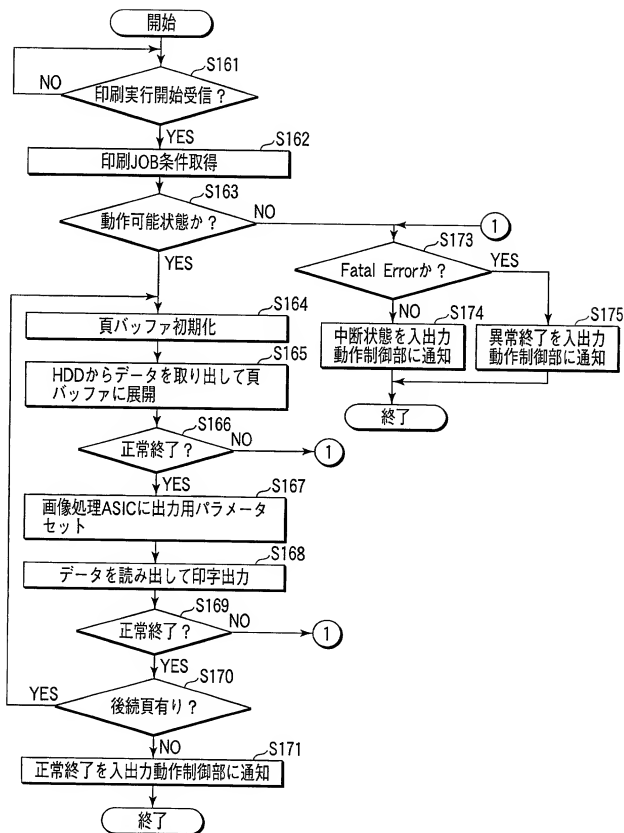 開始
S161
NO
印刷実行開始受信?
YES
S162
印刷JOB条件取得
S163
動作可能状態か?
NO
1
YES
S173
Fatal Errorか?
YES
NO
S174
S175
中断状態を入出力
動作制御部に通知
異常終了を入出力
動作制御部に通知
終了
S164
頁バッファ初期化
S165
HDDからデータを取り出して頁
バッファに展開
S166
正常終了?
NO
1
YES
S167
画像処理ASICに出力用パラメータ
セット
S168
データを読み出して印字出力
S169
正常終了?
NO
1
YES
S170
YES
後続頁有り?
NO
S171
正常終了を入出力動作制御部に通知
終了